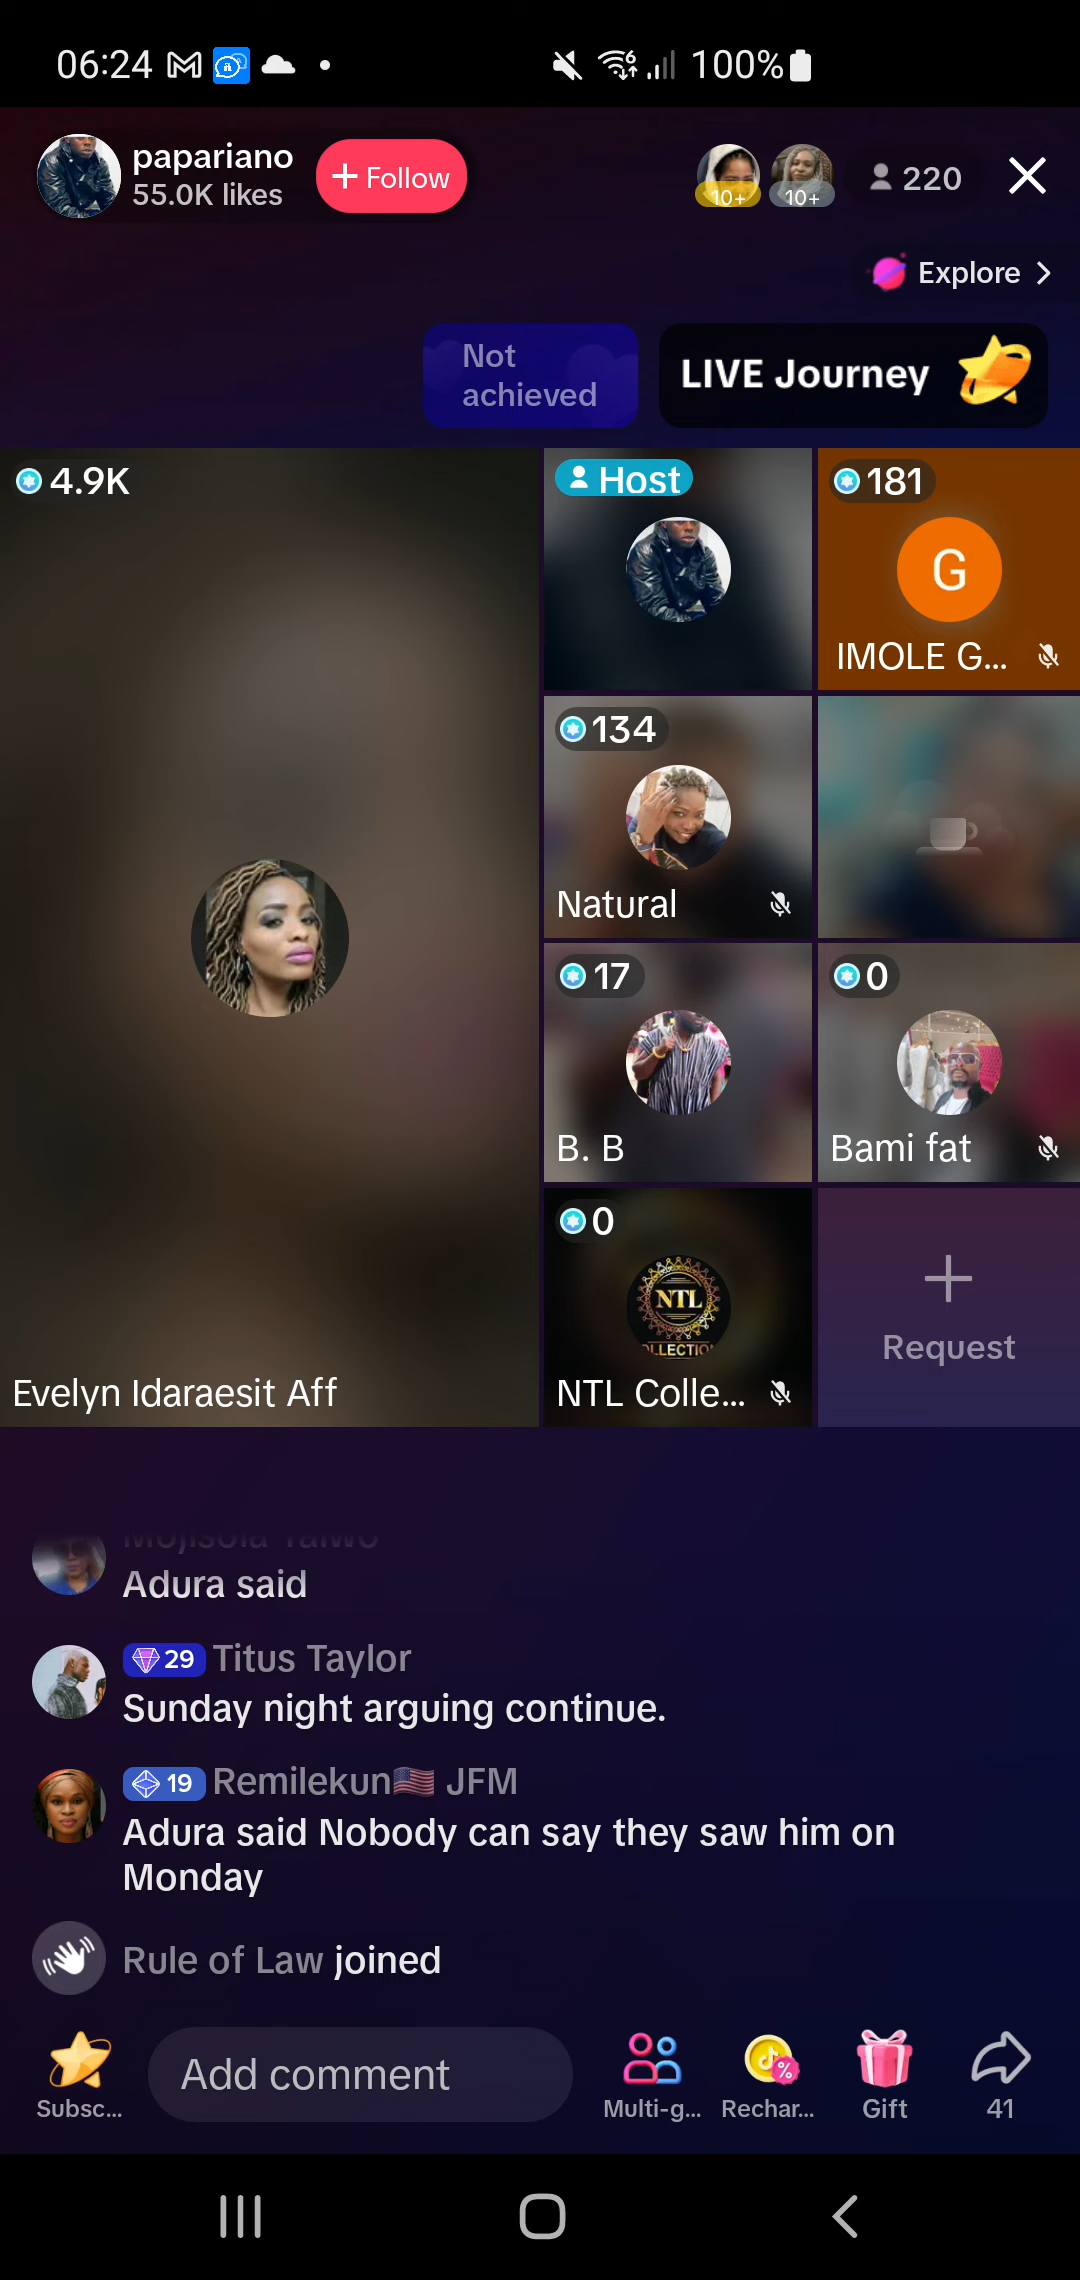 06:24
100%
papariano
55.0K likes
+ Follow
10+
10+
220
Explore
Not
achieved
LIVE Journey
4.9K
Host
181
G
IMOLE G...
134
Natural
17
0
B. B
Bami fat
0
NTL
Request
Evelyn Idaraesit Aff
NTL Colle...
Mojisola Taiwo
Adura said
29 Titus Taylor
Sunday night arguing continue.
19 Remilekun🇺🇸 JFM
Adura said Nobody can say they saw him on
Monday
Rule of Law joined
Add comment
Subsc...
Multi-g...
Rechar...
Gift
41